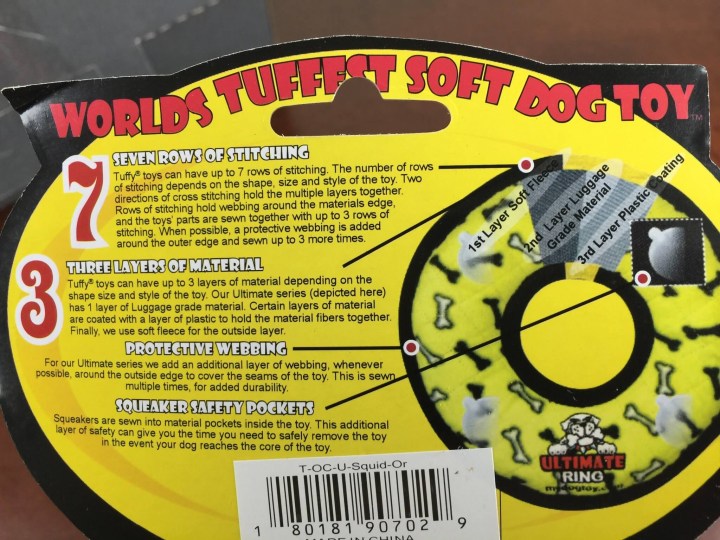 WORLDS TUFFEST SOFT DOG TOY™
7
SEVEN ROWS OF STITCHING
Tuffy® toys can have up to 7 rows of stitching. The number of rows
of stitching depends on the shape, size and style of the toy. Two
directions of cross stitching hold the multiple layers together.
Rows of stitching hold webbing around the materials edge,
and the toys' parts are sewn together with up to 3 rows of
stitching. When possible, a protective webbing is added
around the outer edge and sewn up to 3 more times.
3
THREE LAYERS OF MATERIAL
Tuffy® toys can have up to 3 layers of material depending on the
shape size and style of the toy. Our Ultimate series (depicted here)
has 1 layer of Luggage grade material. Certain layers of material
are coated with a layer of plastic to hold the material fibers together.
Finally, we use soft fleece for the outside layer.
PROTECTIVE WEBBING
For our Ultimate series we add an additional layer of webbing, whenever
possible, around the outside edge to cover the seams of the toy. This is sewn
multiple times, for added durability.
SQUEAKER SAFETY POCKETS
Squeakers are sewn into material pockets inside the toy. This additional
layer of safety can give you the time you need to safely remove the toy
in the event your dog reaches the core of the toy.
1st Layer Soft Fleece
2nd Layer Luggage
Grade Material
3rd Layer Plastic Coating
ULTIMATE
RING
T-OC-U-Squid-Or
1 80181 90702 9
MADE IN CHINA